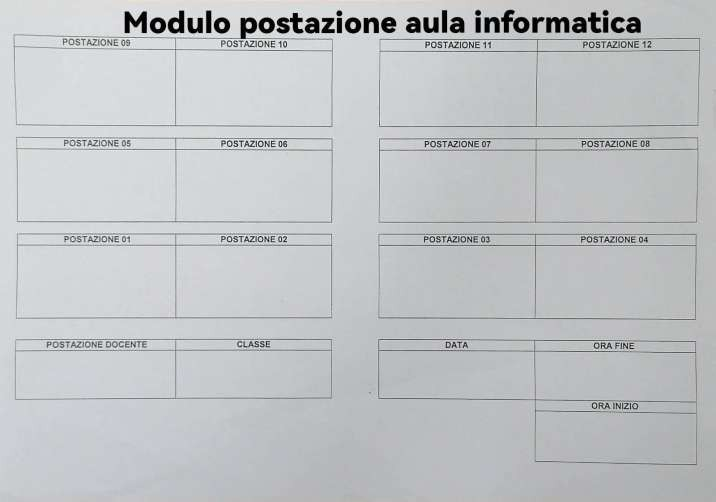 Modulo postazione aula informatica
POSTAZIONE 09 POSTAZIONE 10 POSTAZIONE 11 POSTAZIONE 12
POSTAZIONE 05 POSTAZIONE 06 POSTAZIONE 07 POSTAZIONE 08
POSTAZIONE 01 POSTAZIONE 02 POSTAZIONE 03 POSTAZIONE 04
POSTAZIONE DOCENTE CLASSE DATA ORA FINE
ORA INIZIO